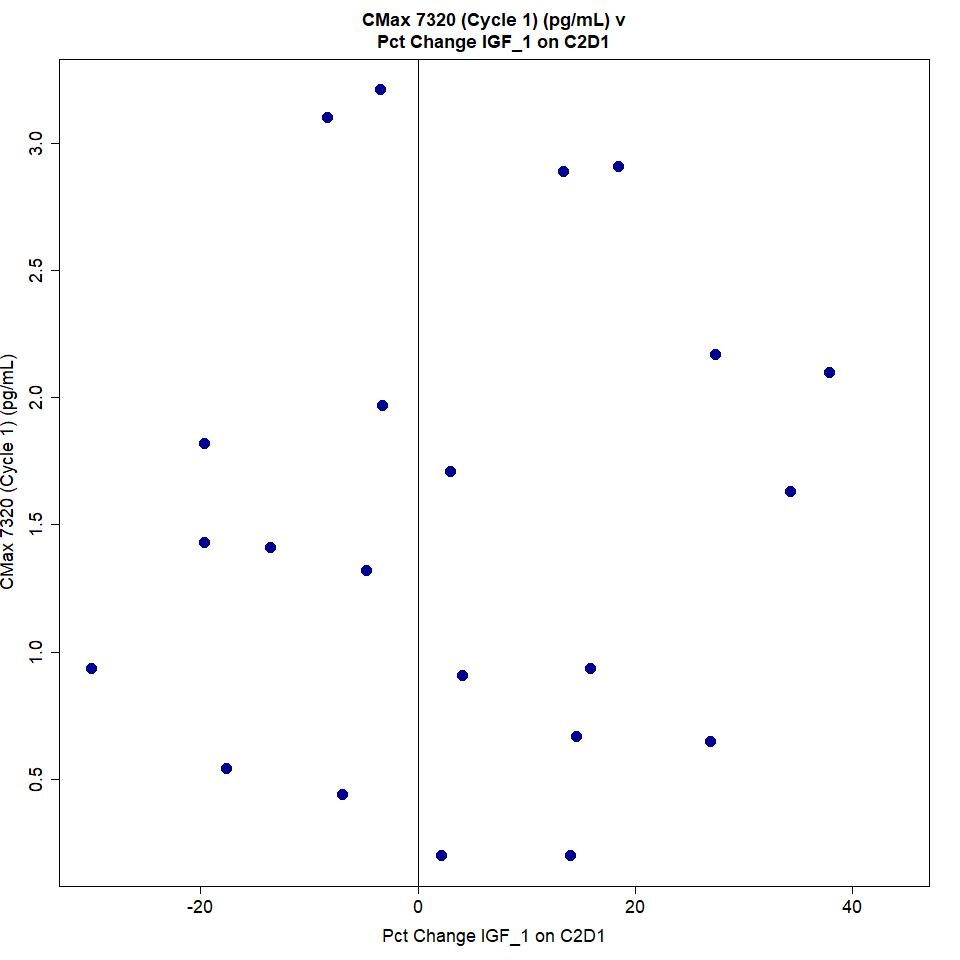 CMax 7320 (Cycle 1) (pg/mL) v
Pct Change IGF_1 on C2D1
CMax 7320 (Cycle 1) (pg/mL)
3.0
2.5
2.0
1.5
1.0
0.5
-20
0
20
40
Pct Change IGF_1 on C2D1